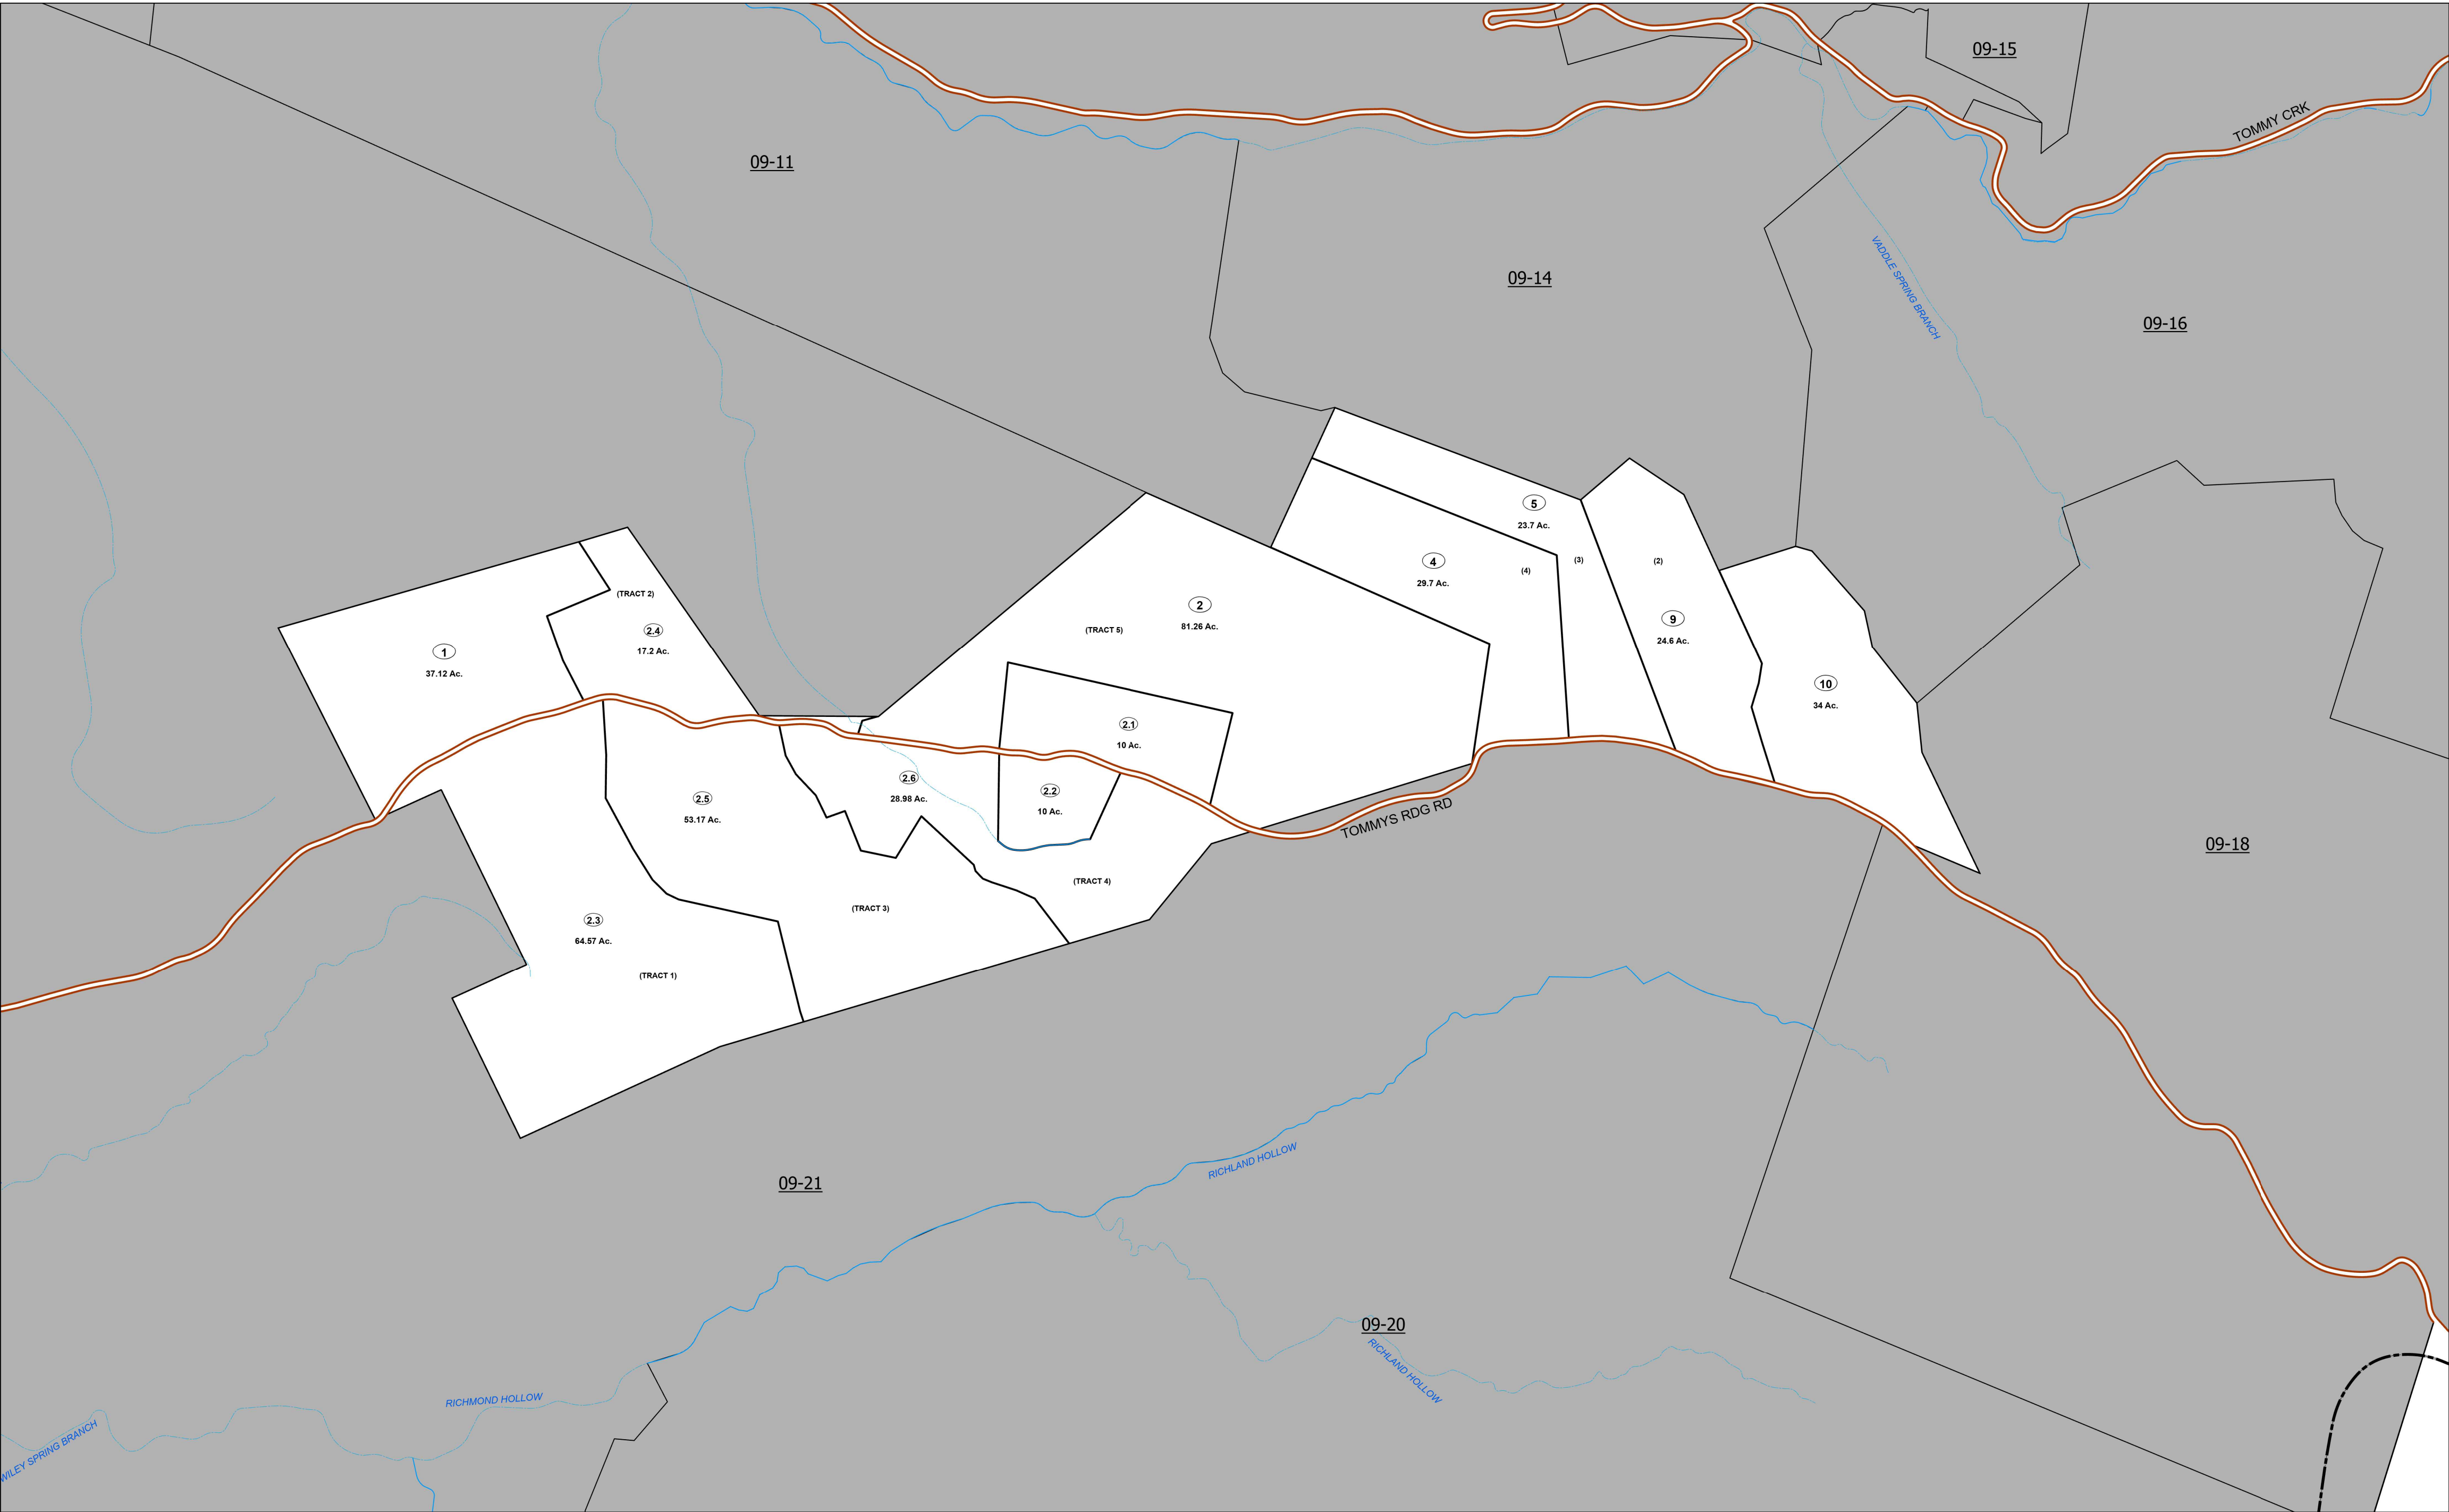 09-15
TOMMY CRK
09-11
09-14
VADDLE SPRING BRANCH
09-16
5
23.7 Ac.
(3)
4
29.7 Ac.
(4)
(2)
9
24.6 Ac.
(TRACT 2)
2.4
17.2 Ac.
2
81.26 Ac.
(TRACT 5)
1
37.12 Ac.
10
34 Ac.
2.1
10 Ac.
2.6
28.98 Ac.
2.2
10 Ac.
2.5
53.17 Ac.
TOMMYS RDG RD
09-18
(TRACT 4)
(TRACT 3)
2.3
64.57 Ac.
(TRACT 1)
RICHLAND HOLLOW
09-21
09-20
RICHLAND HOLLOW
RICHMOND HOLLOW
WILEY SPRING BRANCH